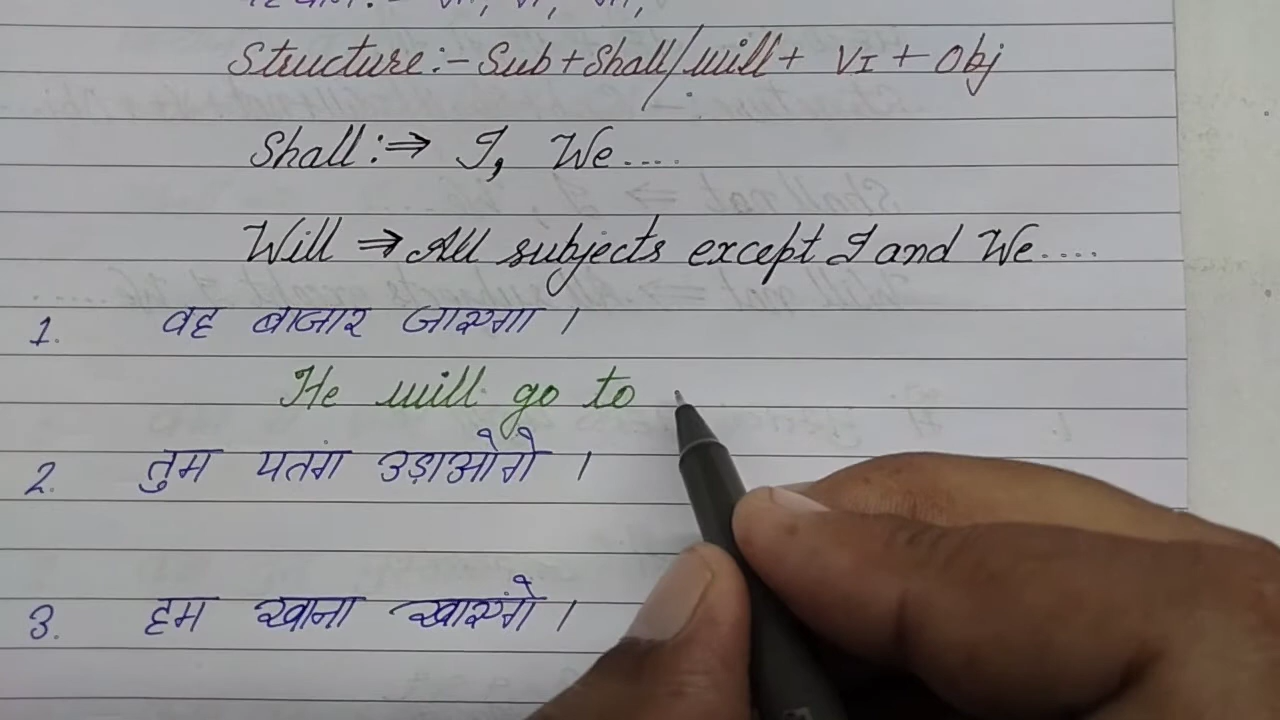 Structure:- Sub + Shall/will + VI + Obj
Shall :⇒ I, We....
Will ⇒ All subjects except I and We....
1. वह बाजार जाएगा ।
He will go to
2. तुम पतंग उड़ाओगे ।
3. हम खाना खाएंगे ।